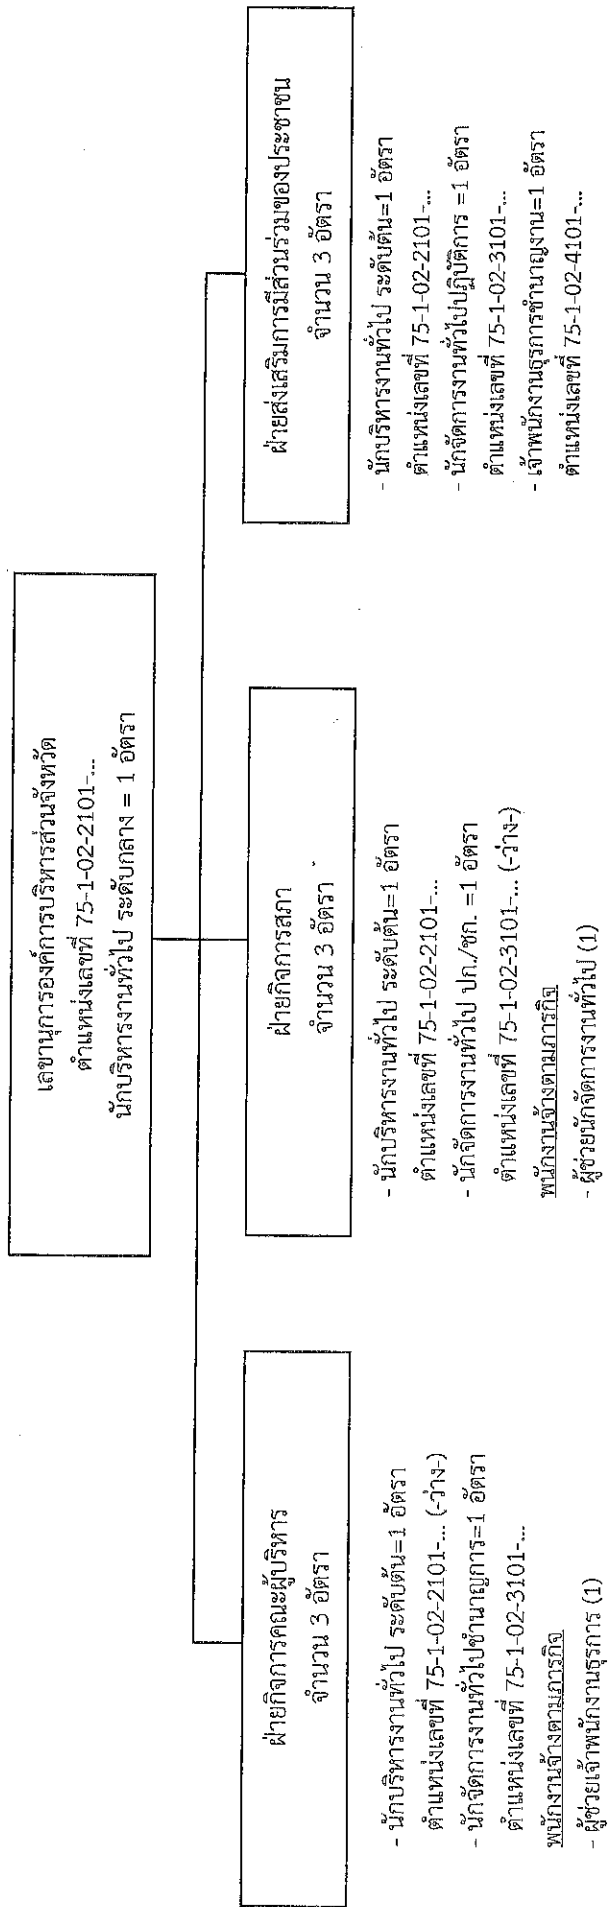 เลขานุการองค์การบริหารส่วนจังหวัด
ตำแหน่งเลขที่ 75-1-02-2101-...
นักบริหารงานทั่วไป ระดับกลาง = 1 อัตรา
ฝ่ายกิจการคณะผู้บริหาร
จำนวน 3 อัตรา
- นักบริหารงานทั่วไป ระดับต้น=1 อัตรา
ตำแหน่งเลขที่ 75-1-02-2101-... (-ว่าง-)
- นักจัดการงานทั่วไปชำนาญการ=1 อัตรา
ตำแหน่งเลขที่ 75-1-02-3101-...
พนักงานจ้างตามภารกิจ
- ผู้ช่วยเจ้าพนักงานธุรการ (1)
ฝ่ายกิจการสภา
จำนวน 3 อัตรา
- นักบริหารงานทั่วไป ระดับต้น=1 อัตรา
ตำแหน่งเลขที่ 75-1-02-2101-...
- นักจัดการงานทั่วไป ปก./ชก. =1 อัตรา
ตำแหน่งเลขที่ 75-1-02-3101-... (-ว่าง-)
พนักงานจ้างตามภารกิจ
- ผู้ช่วยนักจัดการงานทั่วไป (1)
ฝ่ายส่งเสริมการมีส่วนร่วมของประชาชน
จำนวน 3 อัตรา
- นักบริหารงานทั่วไป ระดับต้น=1 อัตรา
ตำแหน่งเลขที่ 75-1-02-2101-...
- นักจัดการงานทั่วไปปฏิบัติการ =1 อัตรา
ตำแหน่งเลขที่ 75-1-02-3101-...
- เจ้าพนักงานธุรการชำนาญงาน=1 อัตรา
ตำแหน่งเลขที่ 75-1-02-4101-...